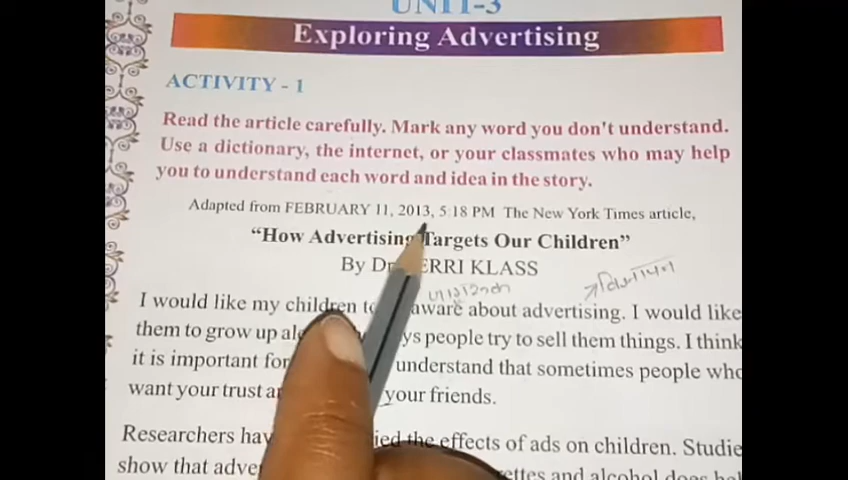 UNIT-3
Exploring Advertising
ACTIVITY - 1
Read the article carefully. Mark any word you don't understand.
Use a dictionary, the internet, or your classmates who may help
you to understand each word and idea in the story.
Adapted from FEBRUARY 11, 2013, 5:18 PM The New York Times article,
“How Advertising Targets Our Children”
By D ERRI KLASS
I would like my children to aware about advertising. I would like
them to grow up al ys people try to sell them things. I think
it is important for understand that sometimes people who
want your trust a your friends.
Researchers hav ied the effects of ads on children. Studie
show that adve ettes and alcohol does